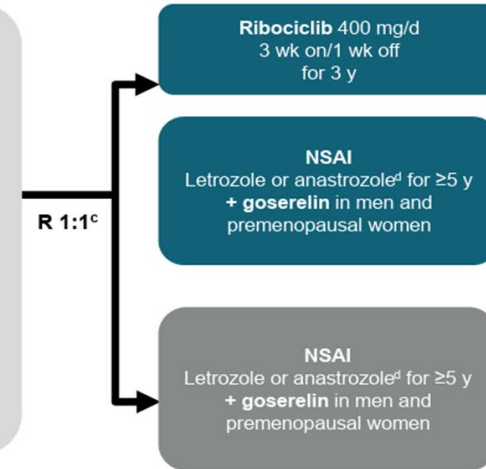 Ribociclib 400 mg/d
3 wk on/1 wk off
for 3 y
NSAI
Letrozole or anastrozoleᵈ for ≥5 y
+ goserelin in men and
premenopausal women
R 1:1ᶜ
NSAI
Letrozole or anastrozoleᵈ for ≥5 y
+ goserelin in men and
premenopausal women